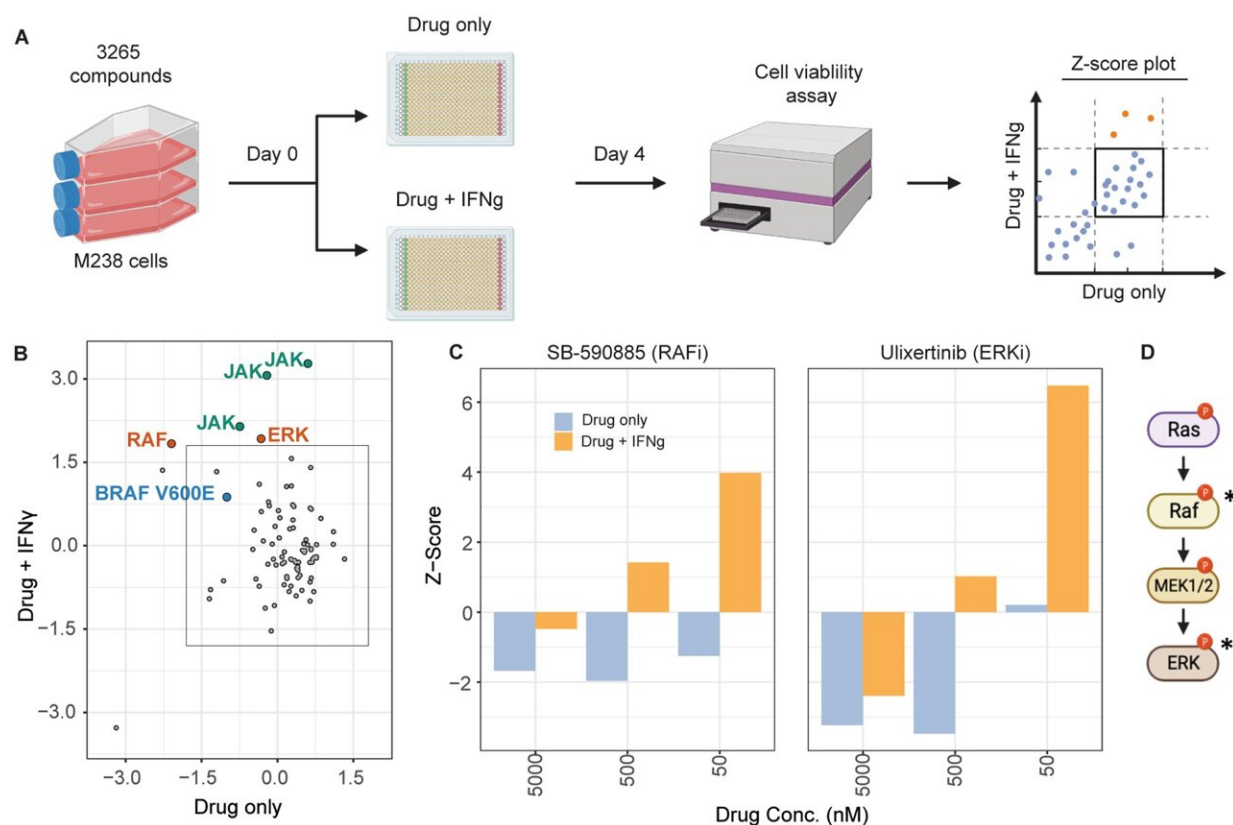 A
3265
compounds
M238 cells
Day 0
Drug only
Drug + IFNg
Day 4
Cell viablility
assay
Z-score plot
Drug + IFNg
Drug only
B
JAK
JAK
JAK
RAF
ERK
BRAF V600E
3.0
1.5
0.0
−1.5
−3.0
Drug + IFNγ
−3.0 0.0 1.5
Drug only
C
SB-590885 (RAFi)
Ulixertinib (ERKi)
Drug only
Drug + IFNg
6
4
2
0
−2
Z-Score
5000 500 50
5000 500 50
Drug Conc. (nM)
D
P
Ras
P
Raf *
P
MEK1/2
P
ERK *